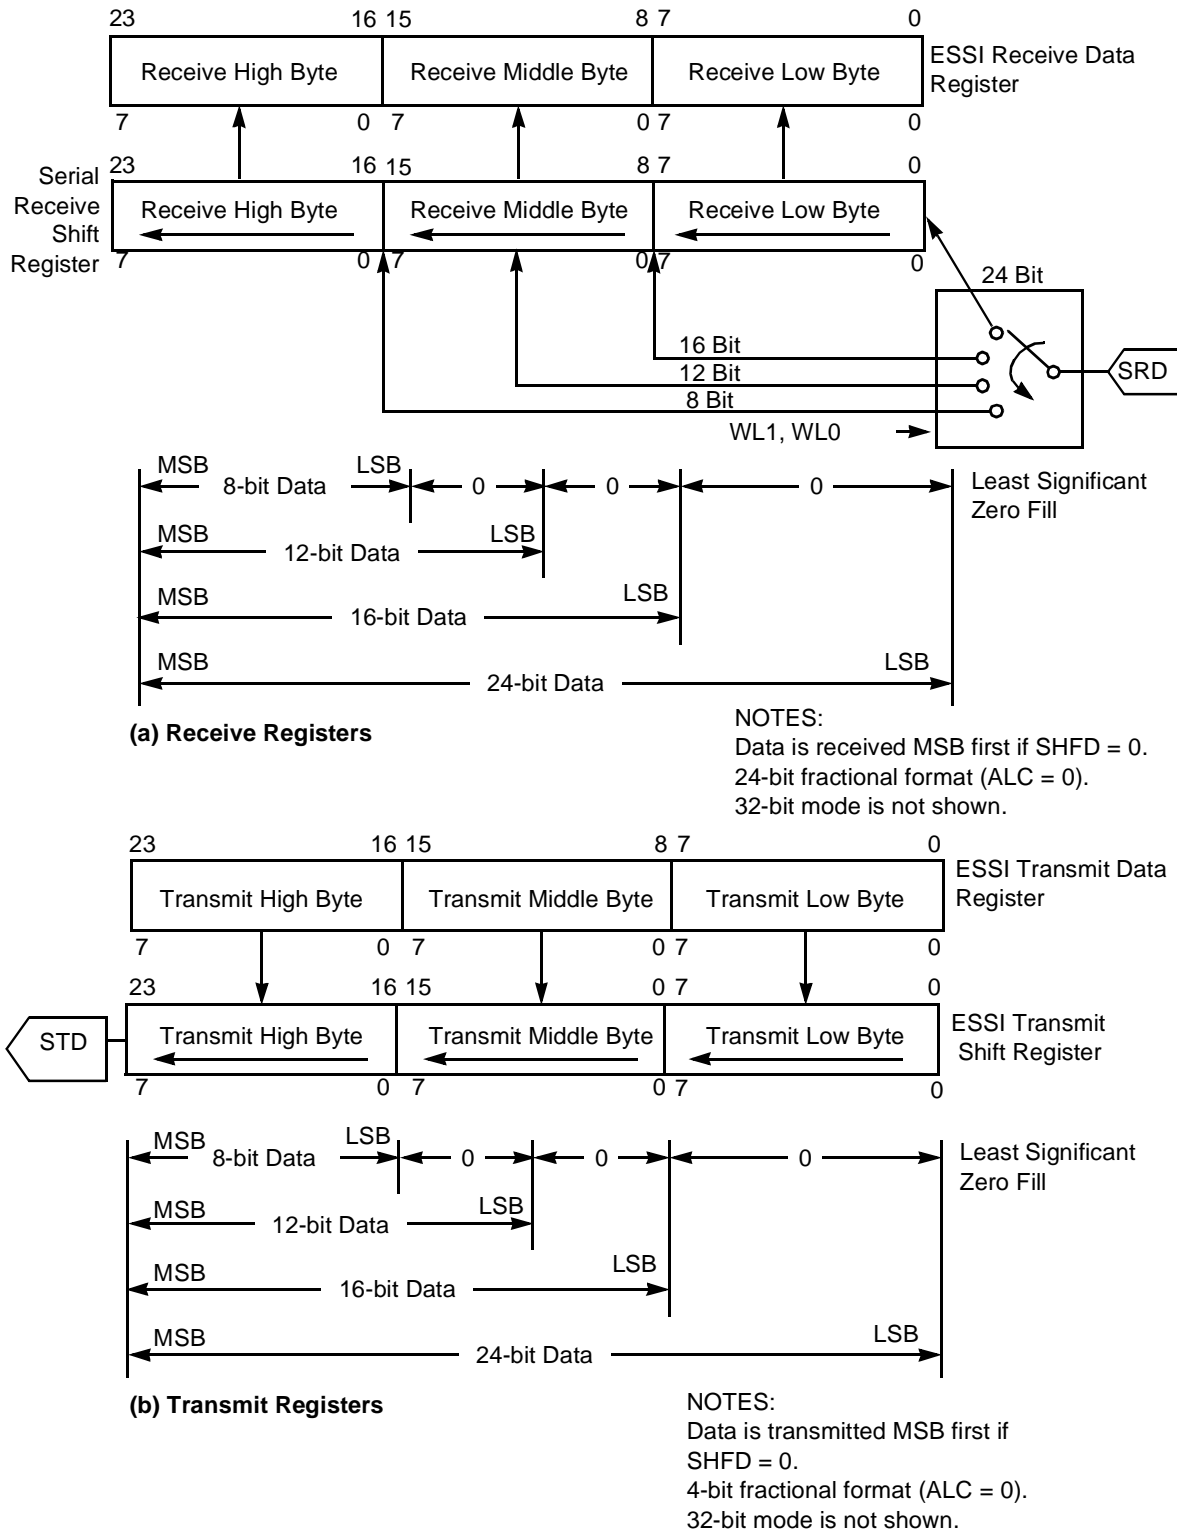 23 16 15 8 7 0
Receive High Byte Receive Middle Byte Receive Low Byte
ESSI Receive Data
Register
7 0 7 0 7 0
23 16 15 8 7 0
Serial
Receive
Shift
Register
Receive High Byte Receive Middle Byte Receive Low Byte
7 0 7 0 7 0
24 Bit
16 Bit
12 Bit
8 Bit
SRD
WL1, WL0
MSB LSB
8-bit Data 0 0 0
Least Significant
Zero Fill
MSB LSB
12-bit Data
MSB LSB
16-bit Data
MSB LSB
24-bit Data
(a) Receive Registers
NOTES:
Data is received MSB first if SHFD = 0.
24-bit fractional format (ALC = 0).
32-bit mode is not shown.
23 16 15 8 7 0
Transmit High Byte Transmit Middle Byte Transmit Low Byte
ESSI Transmit Data
Register
7 0 7 0 7 0
23 16 15 0 7 0
STD
Transmit High Byte Transmit Middle Byte Transmit Low Byte
ESSI Transmit
Shift Register
7 0 7 0 7 0
MSB LSB
8-bit Data 0 0 0
Least Significant
Zero Fill
MSB LSB
12-bit Data
MSB LSB
16-bit Data
MSB LSB
24-bit Data
(b) Transmit Registers
NOTES:
Data is transmitted MSB first if
SHFD = 0.
4-bit fractional format (ALC = 0).
32-bit mode is not shown.